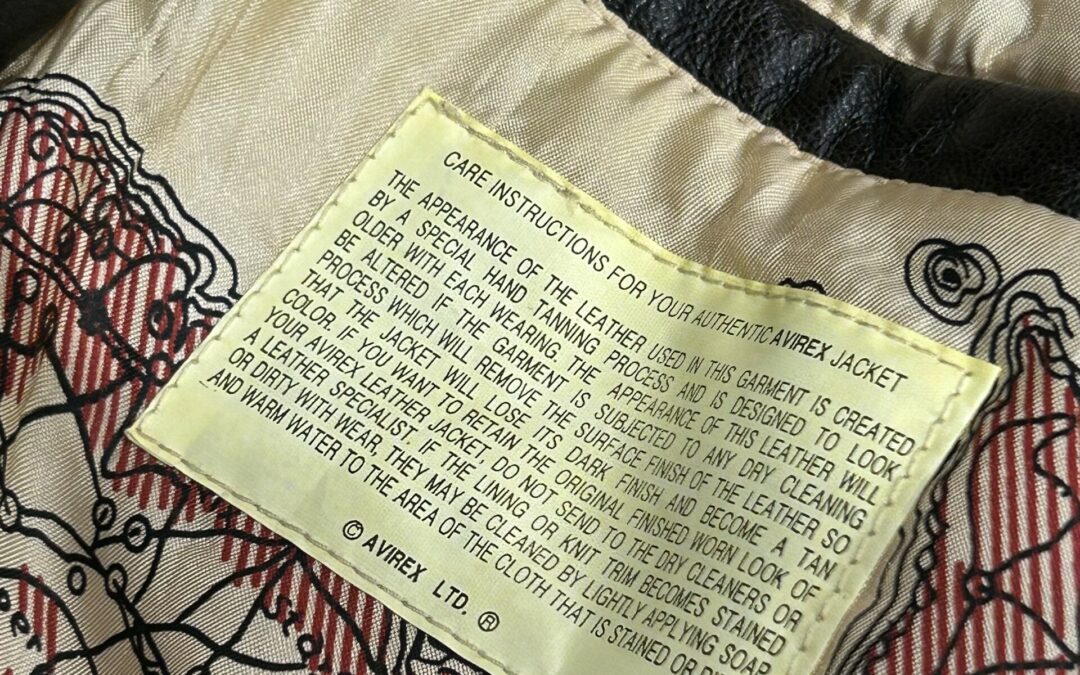 CARE INSTRUCTIONS FOR YOUR AUTHENTIC AVIREX JACKET
THE APPEARANCE OF THE LEATHER USED IN THIS GARMENT IS CREATED
BY A SPECIAL HAND TANNING PROCESS AND IS DESIGNED TO LOOK
OLDER WITH EACH WEARING. THE APPEARANCE OF THIS LEATHER WILL
BE ALTERED IF THE GARMENT IS SUBJECTED TO ANY DRY CLEANING
PROCESS WHICH WILL REMOVE THE SURFACE FINISH OF THE LEATHER SO
THAT THE JACKET WILL LOSE ITS DARK FINISH AND BECOME A TAN
COLOR. IF YOU WANT TO RETAIN THE ORIGINAL FINISHED WORN LOOK OF
YOUR AVIREX LEATHER JACKET, DO NOT SEND TO THE DRY CLEANERS OR
A LEATHER SPECIALIST. IF THE LINING OR KNIT TRIM BECOMES STAINED
OR DIRTY WITH WEAR, THEY MAY BE CLEANED BY LIGHTLY APPLYING SOAP
AND WARM WATER TO THE AREA OF THE CLOTH THAT IS STAINED OR
© AVIREX LTD. ®